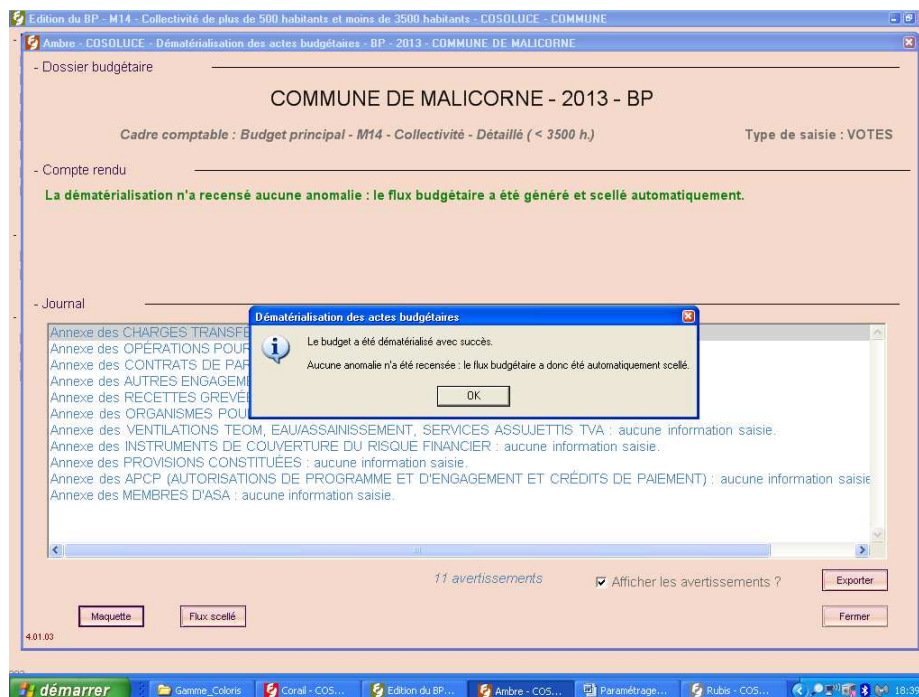 Edition du BP - M14 - Collectivité de plus de 500 habitants et moins de 3500 habitants - COSOLUCE - COMMUNE
Ambre - COSOLUCE - Dématérialisation des actes budgétaires - BP - 2013 - COMMUNE DE MALICORNE
- Dossier budgétaire
COMMUNE DE MALICORNE - 2013 - BP
Cadre comptable : Budget principal - M14 - Collectivité - Détaillé ( < 3500 h.)
Type de saisie : VOTES
- Compte rendu
La dématérialisation n'a recensé aucune anomalie : le flux budgétaire a été généré et scellé automatiquement.
- Journal
Dématérialisation des actes budgétaires
Le budget a été dématérialisé avec succès.
Aucune anomalie n'a été recensée : le flux budgétaire a donc été automatiquement scellé.
OK
Annexe des CHARGES TRANSFÉ
Annexe des OPÉRATIONS POUR
Annexe des CONTRATS DE PAR
Annexe des AUTRES ENGAGEM
Annexe des RECETTES GREVÉE
Annexe des ORGANISMES POU
Annexe des VENTILATIONS TEOM, EAU/ASSAINISSEMENT, SERVICES ASSUJETTIS TVA : aucune information saisie.
Annexe des INSTRUMENTS DE COUVERTURE DU RISQUE FINANCIER : aucune information saisie.
Annexe des PROVISIONS CONSTITUÉES : aucune information saisie.
Annexe des APCP (AUTORISATIONS DE PROGRAMME ET D'ENGAGEMENT ET CRÉDITS DE PAIEMENT) : aucune information saisie
Annexe des MEMBRES D'ASA : aucune information saisie.
11 avertissements
Afficher les avertissements ?
Exporter
Maquette
Flux scellé
Fermer
4.01.03
démarrer
Gamme_Coloris
Corail - COS...
Edition du BP...
Ambre - COS...
Paramétrage...
Rubis - COS...
18:39